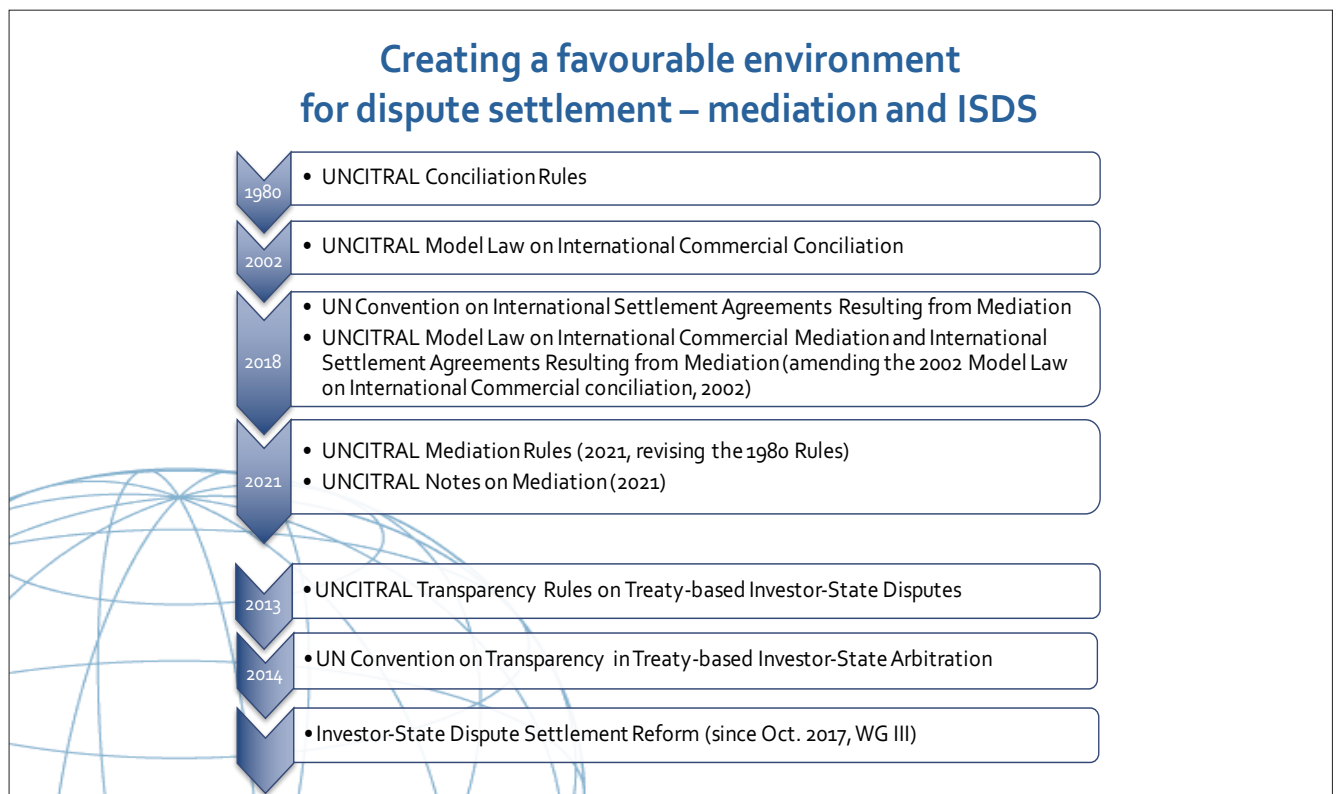 Creating a favourable environment
for dispute settlement – mediation and ISDS
1980
• UNCITRAL Conciliation Rules
2002
• UNCITRAL Model Law on International Commercial Conciliation
2018
• UN Convention on International Settlement Agreements Resulting from Mediation
• UNCITRAL Model Law on International Commercial Mediation and International
Settlement Agreements Resulting from Mediation (amending the 2002 Model Law
on International Commercial conciliation, 2002)
2021
• UNCITRAL Mediation Rules (2021, revising the 1980 Rules)
• UNCITRAL Notes on Mediation (2021)
2013
• UNCITRAL Transparency Rules on Treaty-based Investor-State Disputes
2014
• UN Convention on Transparency in Treaty-based Investor-State Arbitration
• Investor-State Dispute Settlement Reform (since Oct. 2017, WG III)